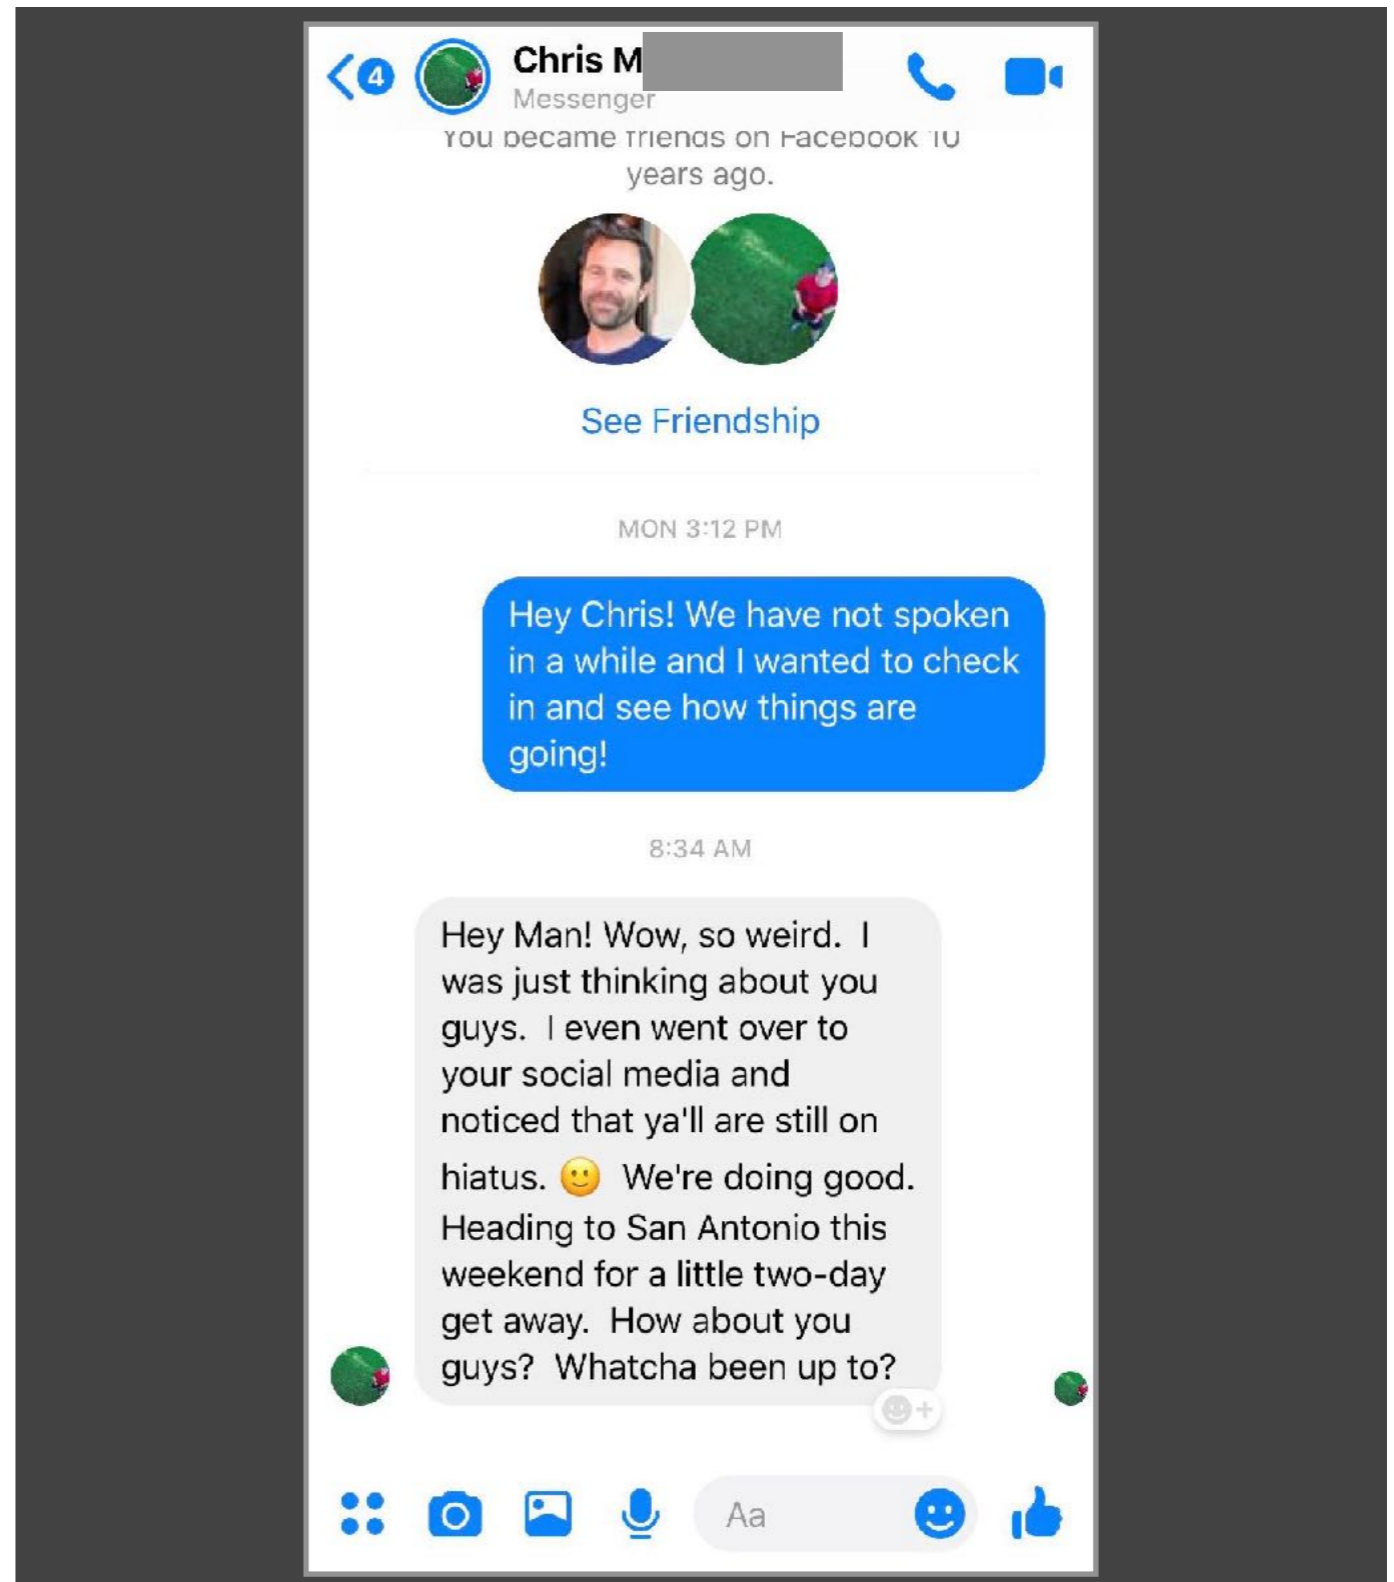 4
Chris M
Messenger
You became friends on Facebook 10
years ago.
See Friendship
MON 3:12 PM
Hey Chris! We have not spoken
in a while and I wanted to check
in and see how things are
going!
8:34 AM
Hey Man! Wow, so weird.  I
was just thinking about you
guys.  I even went over to
your social media and
noticed that ya'll are still on
hiatus. 🙂  We're doing good.
Heading to San Antonio this
weekend for a little two-day
get away.  How about you
guys?  Whatcha been up to?
Aa